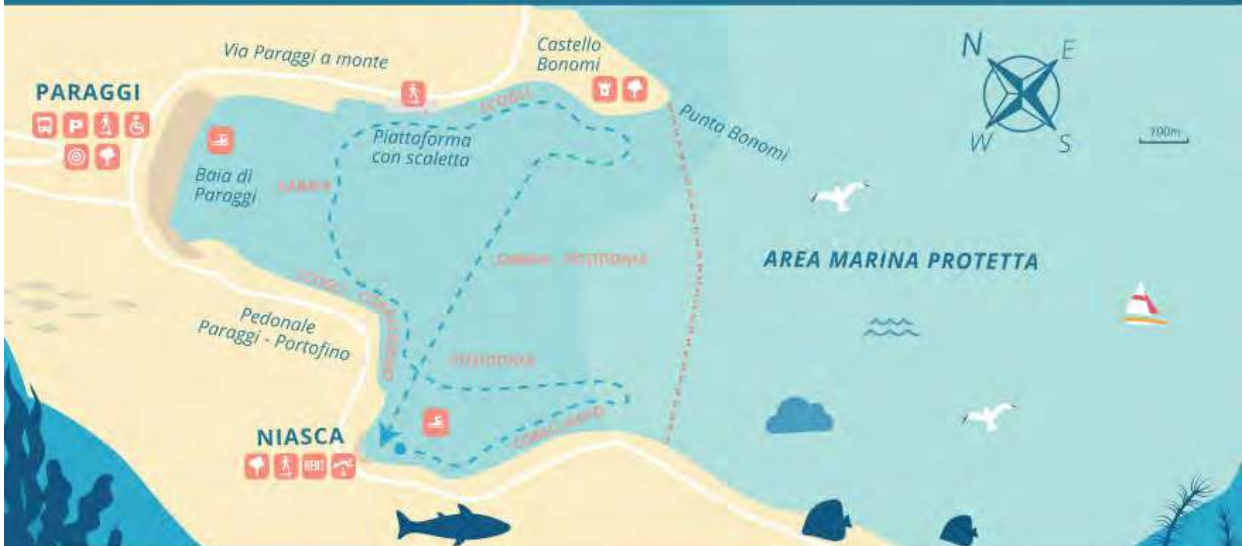 Via Paraggi a monte
Castello
Bonomi
N
E
W
S
100m
PARAGGI
P
SCOGLI
Punta Bonomi
Piattaforma
con scaletta
Baia di
Paraggi
SABBIA
AREA MARINA PROTETTA
Pedonale
Paraggi - Portofino
POSIDONIA
NIASCA
RENT
CORALLIGENO